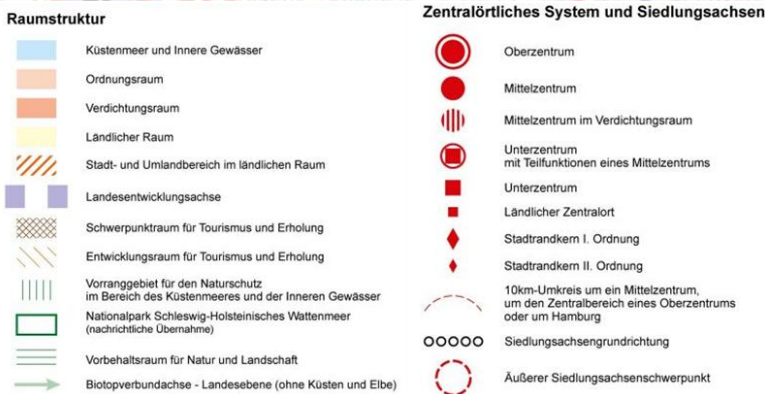 Raumstruktur
Küstenmeer und Innere Gewässer
Ordnungsraum
Verdichtungsraum
Ländlicher Raum
Stadt- und Umlandbereich im ländlichen Raum
Landesentwicklungsachse
Schwerpunktraum für Tourismus und Erholung
Entwicklungsraum für Tourismus und Erholung
Vorranggebiet für den Naturschutz
im Bereich des Küstenmeeres und der Inneren Gewässer
Nationalpark Schleswig-Holsteinisches Wattenmeer
(nachrichtliche Übernahme)
Vorbehaltsraum für Natur und Landschaft
Biotopverbundachse - Landesebene (ohne Küsten und Elbe)
Zentralörtliches System und Siedlungsachsen
Oberzentrum
Mittelzentrum
Mittelzentrum im Verdichtungsraum
Unterzentrum
mit Teilfunktionen eines Mittelzentrums
Unterzentrum
Ländlicher Zentralort
Stadtrandkern I. Ordnung
Stadtrandkern II. Ordnung
10km-Umkreis um ein Mittelzentrum,
um den Zentralbereich eines Oberzentrums
oder um Hamburg
Siedlungsachsengrundrichtung
Äußerer Siedlungsachsenschwerpunkt